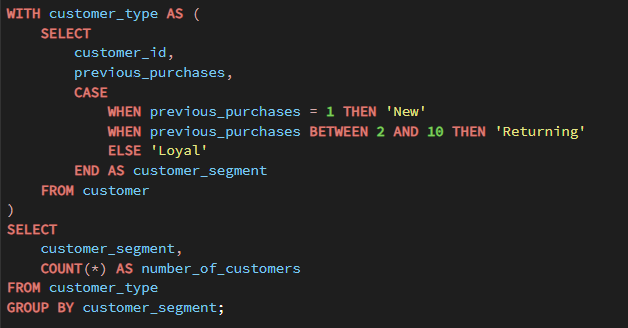 WITH customer_type AS (
    SELECT
        customer_id,
        previous_purchases,
        CASE
            WHEN previous_purchases = 1 THEN 'New'
            WHEN previous_purchases BETWEEN 2 AND 10 THEN 'Returning'
            ELSE 'Loyal'
        END AS customer_segment
    FROM customer
)
SELECT
    customer_segment,
    COUNT(*) AS number_of_customers
FROM customer_type
GROUP BY customer_segment;